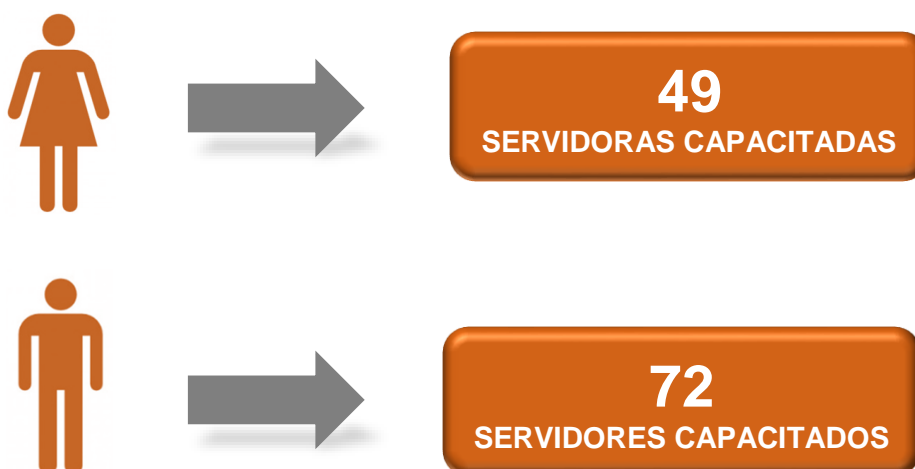 49
SERVIDORAS CAPACITADAS
72
SERVIDORES CAPACITADOS